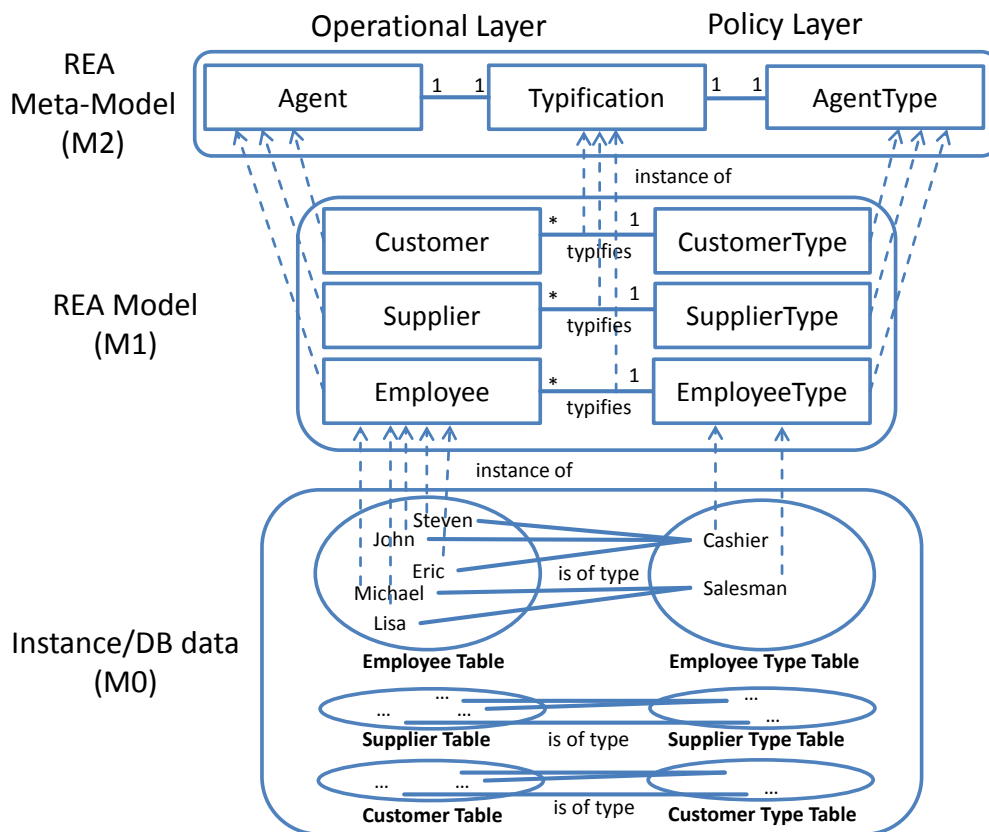 Operational Layer
Policy Layer
REA
Meta-Model
(M2)
Agent
1
1
Typification
1
1
AgentType
instance of
REA Model
(M1)
Customer
*
1
typifies
CustomerType
Supplier
*
1
typifies
SupplierType
Employee
*
1
typifies
EmployeeType
instance of
Instance/DB data
(M0)
Steven
John
Eric
Michael
Lisa
is of type
Cashier
Salesman
Employee Table
Employee Type Table
...
...
...
...
...
Supplier Table
is of type
Supplier Type Table
...
...
...
Customer Table
is of type
Customer Type Table